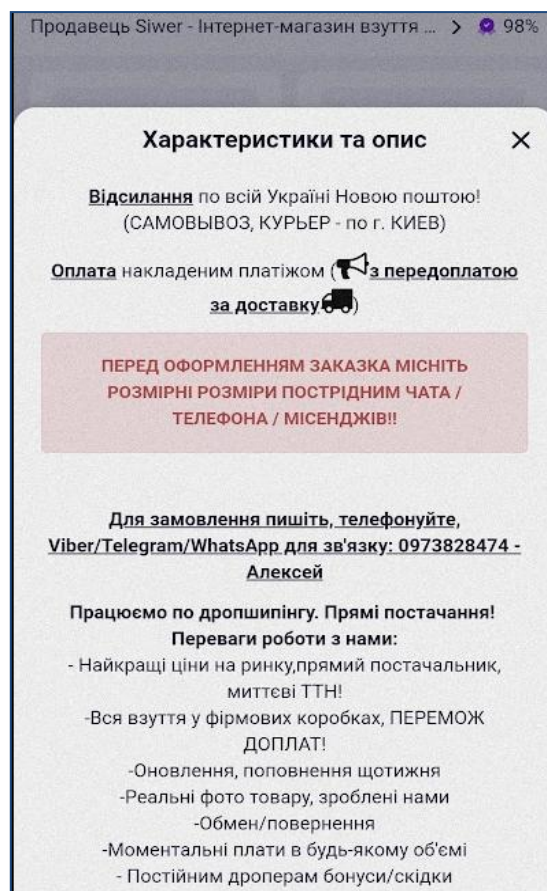 Продавець Siwer - Інтернет-магазин взуття ... > 98%
Характеристики та опис
Відсилання по всій Україні Новою поштою!
(САМОВЫВОЗ, КУРЬЕР - по г. КИЕВ)
Оплата накладеним платіжом (з передоплатою
за доставку)
ПЕРЕД ОФОРМЛЕННЯМ ЗАКАЗКА МІСНІТЬ
РОЗМІРНІ РОЗМІРИ ПОСТРІДНИМ ЧАТА /
ТЕЛЕФОНА / МІСЕНДЖІВ!!
Для замовлення пишіть, телефонуйте,
Viber/Telegram/WhatsApp для зв'язку: 0973828474 -
Алексей
Працюємо по дропшипінгу. Прямі постачання!
Переваги роботи з нами:
- Найкращі ціни на ринку,прямий постачальник,
миттєві ТТН!
-Вся взуття у фірмових коробках, ПЕРЕМОЖ
ДОПЛАТ!
-Оновлення, поповнення щотижня
-Реальні фото товару, зроблені нами
-Обмен/повернення
-Моментальні плати в будь-якому об'ємі
- Постійним дроперам бонуси/скідки